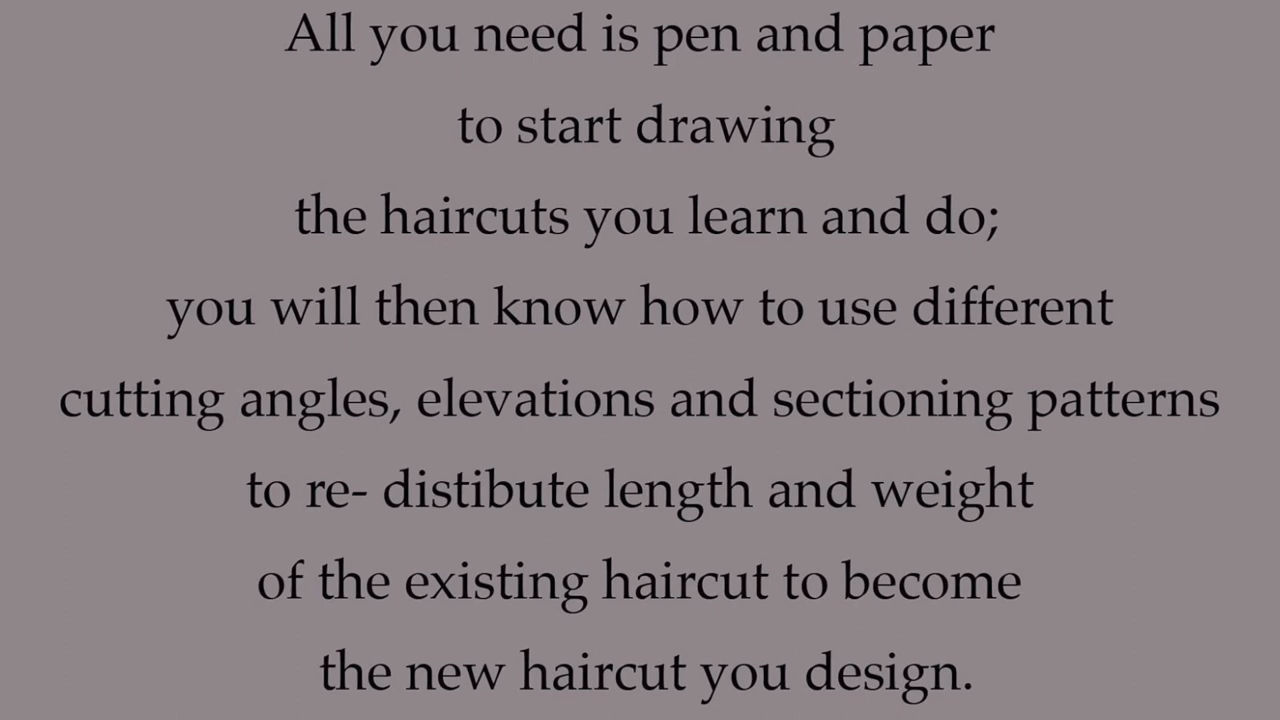 All you need is pen and paper
to start drawing
the haircuts you learn and do;
you will then know how to use different
cutting angles, elevations and sectioning patterns
to re- distibute length and weight
of the existing haircut to become
the new haircut you design.